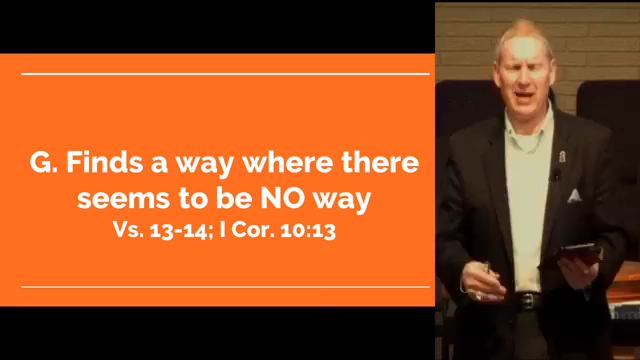 G. Finds a way where there
seems to be NO way
Vs. 13-14; I Cor. 10:13